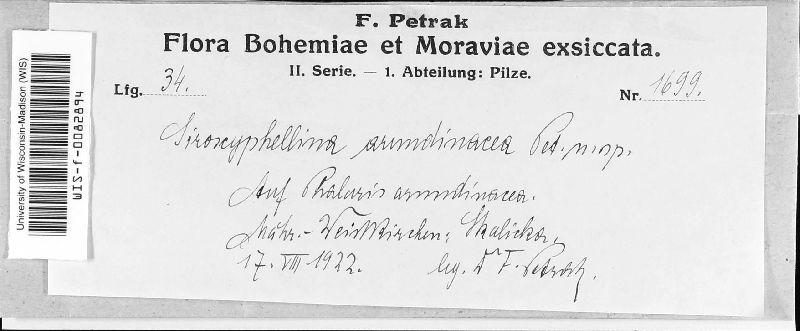 F. Petrak
Flora Bohemiae et Moraviae exsiccata.
II. Serie. — 1. Abteilung: Pilze.
Lfg. 34.
Nr. 1699.
Siroscyphellina arundinacea Pet. n. sp.
Auf Phalaris arundinacea.
Mähr.-Weisskirchen: Skalicka,
17. VIII 1922. leg. Dr F. Petrak.
University of Wisconsin-Madison (WIS)
WIS-f-0082894